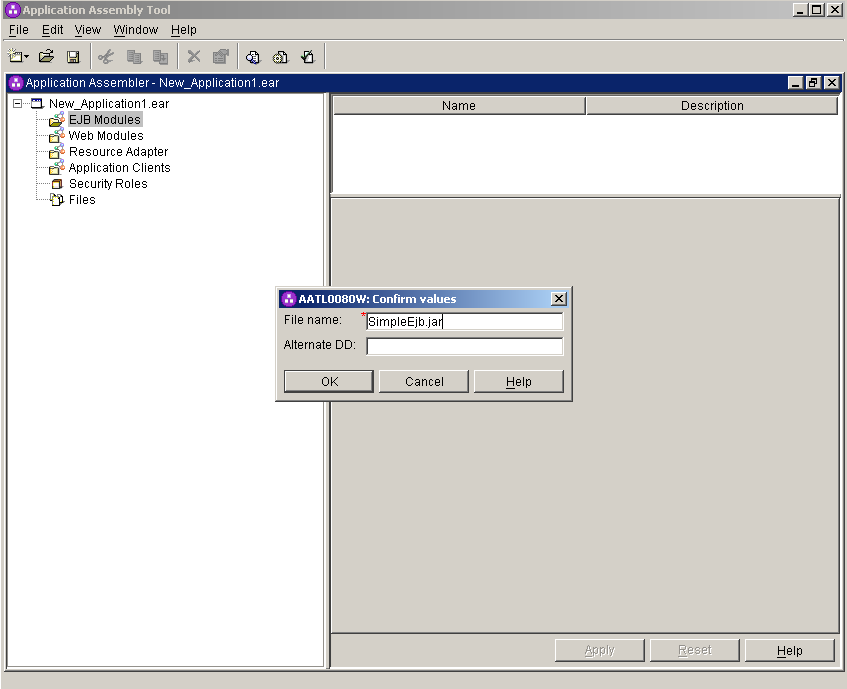 Application Assembly Tool
File Edit View Window Help
Application Assembler - New_Application1.ear
New_Application1.ear
EJB Modules
Web Modules
Resource Adapter
Application Clients
Security Roles
Files
Name Description
AATL0080W: Confirm values
File name: *SimpleEjb.jar
Alternate DD:
OK Cancel Help
Apply Reset Help